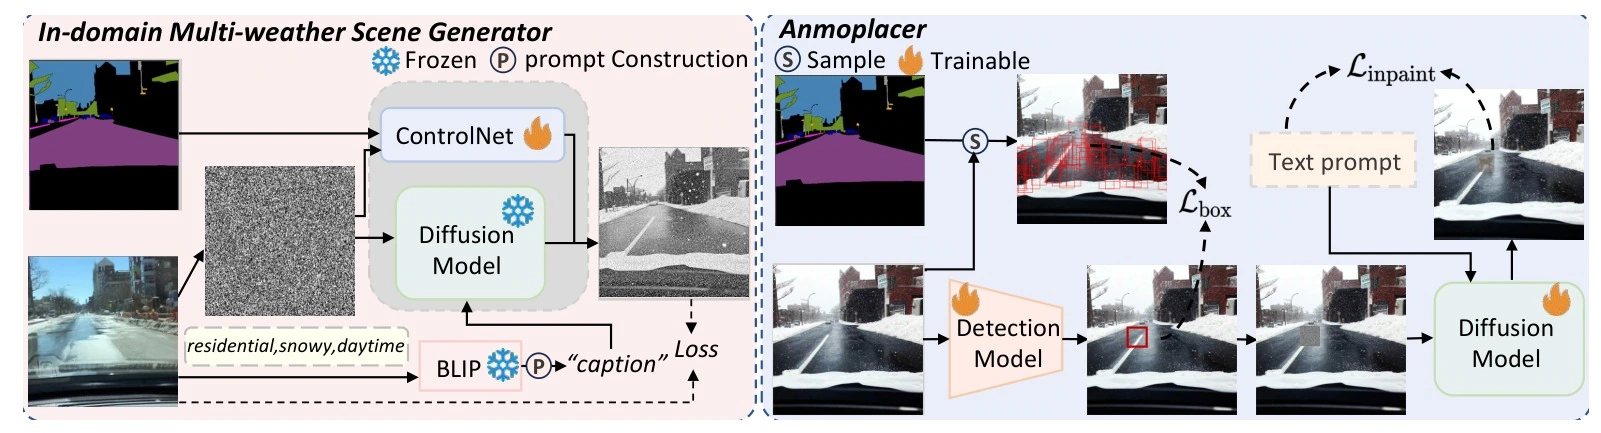 In-domain Multi-weather Scene Generator
Frozen P prompt Construction
ControlNet
Diffusion
Model
residential,snowy,daytime
BLIP P "caption" Loss
Anmoplacer
S Sample Trainable
S
ℒbox
ℒinpaint
Text prompt
Detection
Model
Diffusion
Model